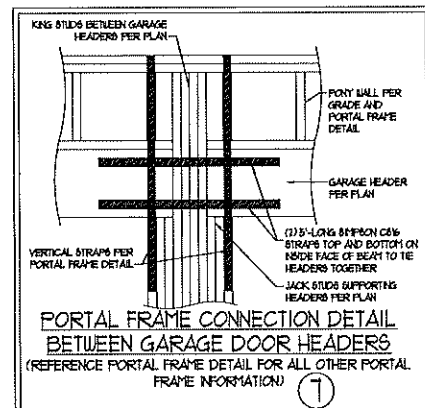 KING STUDS BETWEEN GARAGE
HEADERS PER PLAN
PONY WALL PER
GRADE AND
PORTAL FRAME
DETAIL
GARAGE HEADER
PER PLAN
VERTICAL STRAPS PER
PORTAL FRAME DETAIL
(1) 5'-LONG SIMPSON CS16
STRAPS TOP AND BOTTOM ON
INSIDE FACE OF BEAM TO TIE
HEADERS TOGETHER
JACK STUDS SUPPORTING
HEADERS PER PLAN
PORTAL FRAME CONNECTION DETAIL
BETWEEN GARAGE DOOR HEADERS
(REFERENCE PORTAL FRAME DETAIL FOR ALL OTHER PORTAL
FRAME INFORMATION)
7